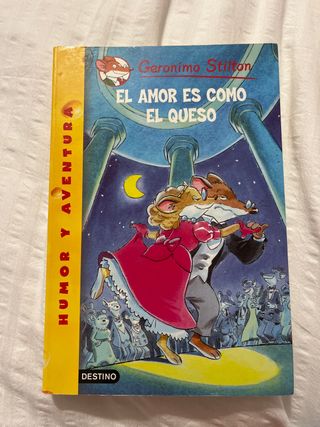 Geronimo Stilton
EL AMOR ES COMO
EL QUESO
HUMOR Y AVENTURA
DESTINO